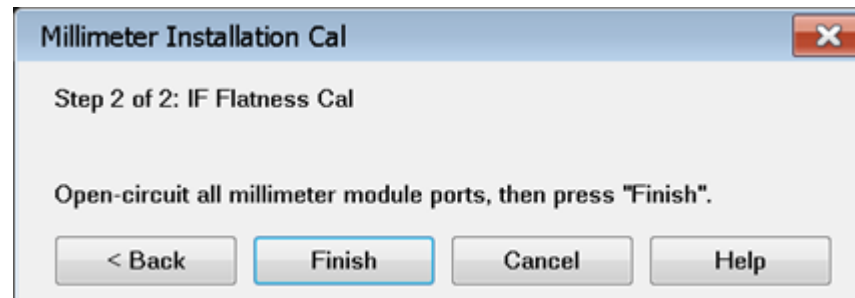 Millimeter Installation Cal
Step 2 of 2: IF Flatness Cal
Open-circuit all millimeter module ports, then press "Finish".
< Back Finish Cancel Help